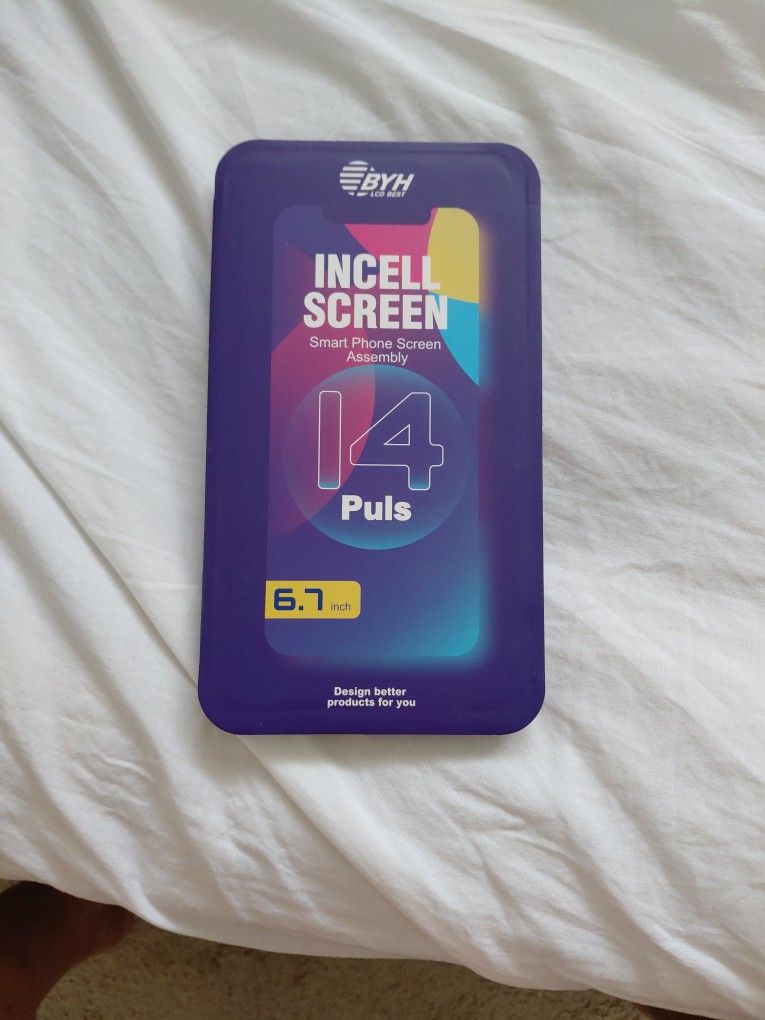 BYH
LCD BEST
INCELL
SCREEN
Smart Phone Screen
Assembly
14
Puls
6.7 inch
Design better
products for you